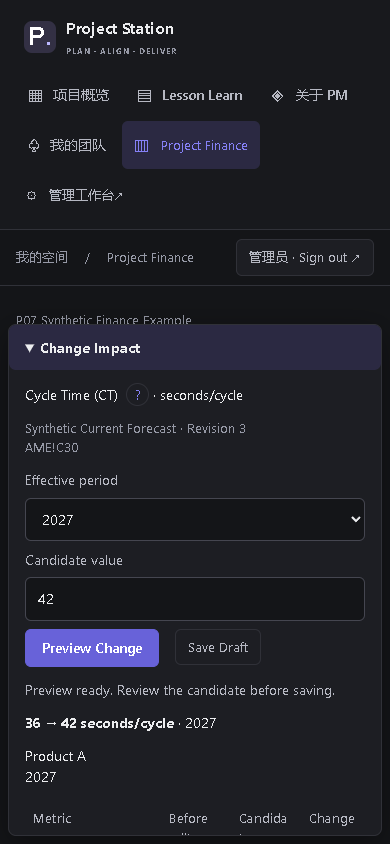 P.
Project Station
PLAN · ALIGN · DELIVER
项目概览 Lesson Learn 关于 PM
我的团队 Project Finance
管理工作台↗
我的空间 / Project Finance 管理员 · Sign out ↗
P07 Synthetic Finance Example
▼ Change Impact
Cycle Time (CT) ? · seconds/cycle
Synthetic Current Forecast · Revision 3
AME!C30
Effective period
2027
Candidate value
42
Preview Change Save Draft
Preview ready. Review the candidate before saving.
36 → 42 seconds/cycle · 2027
Product A
2027
Metric Before Candida Change